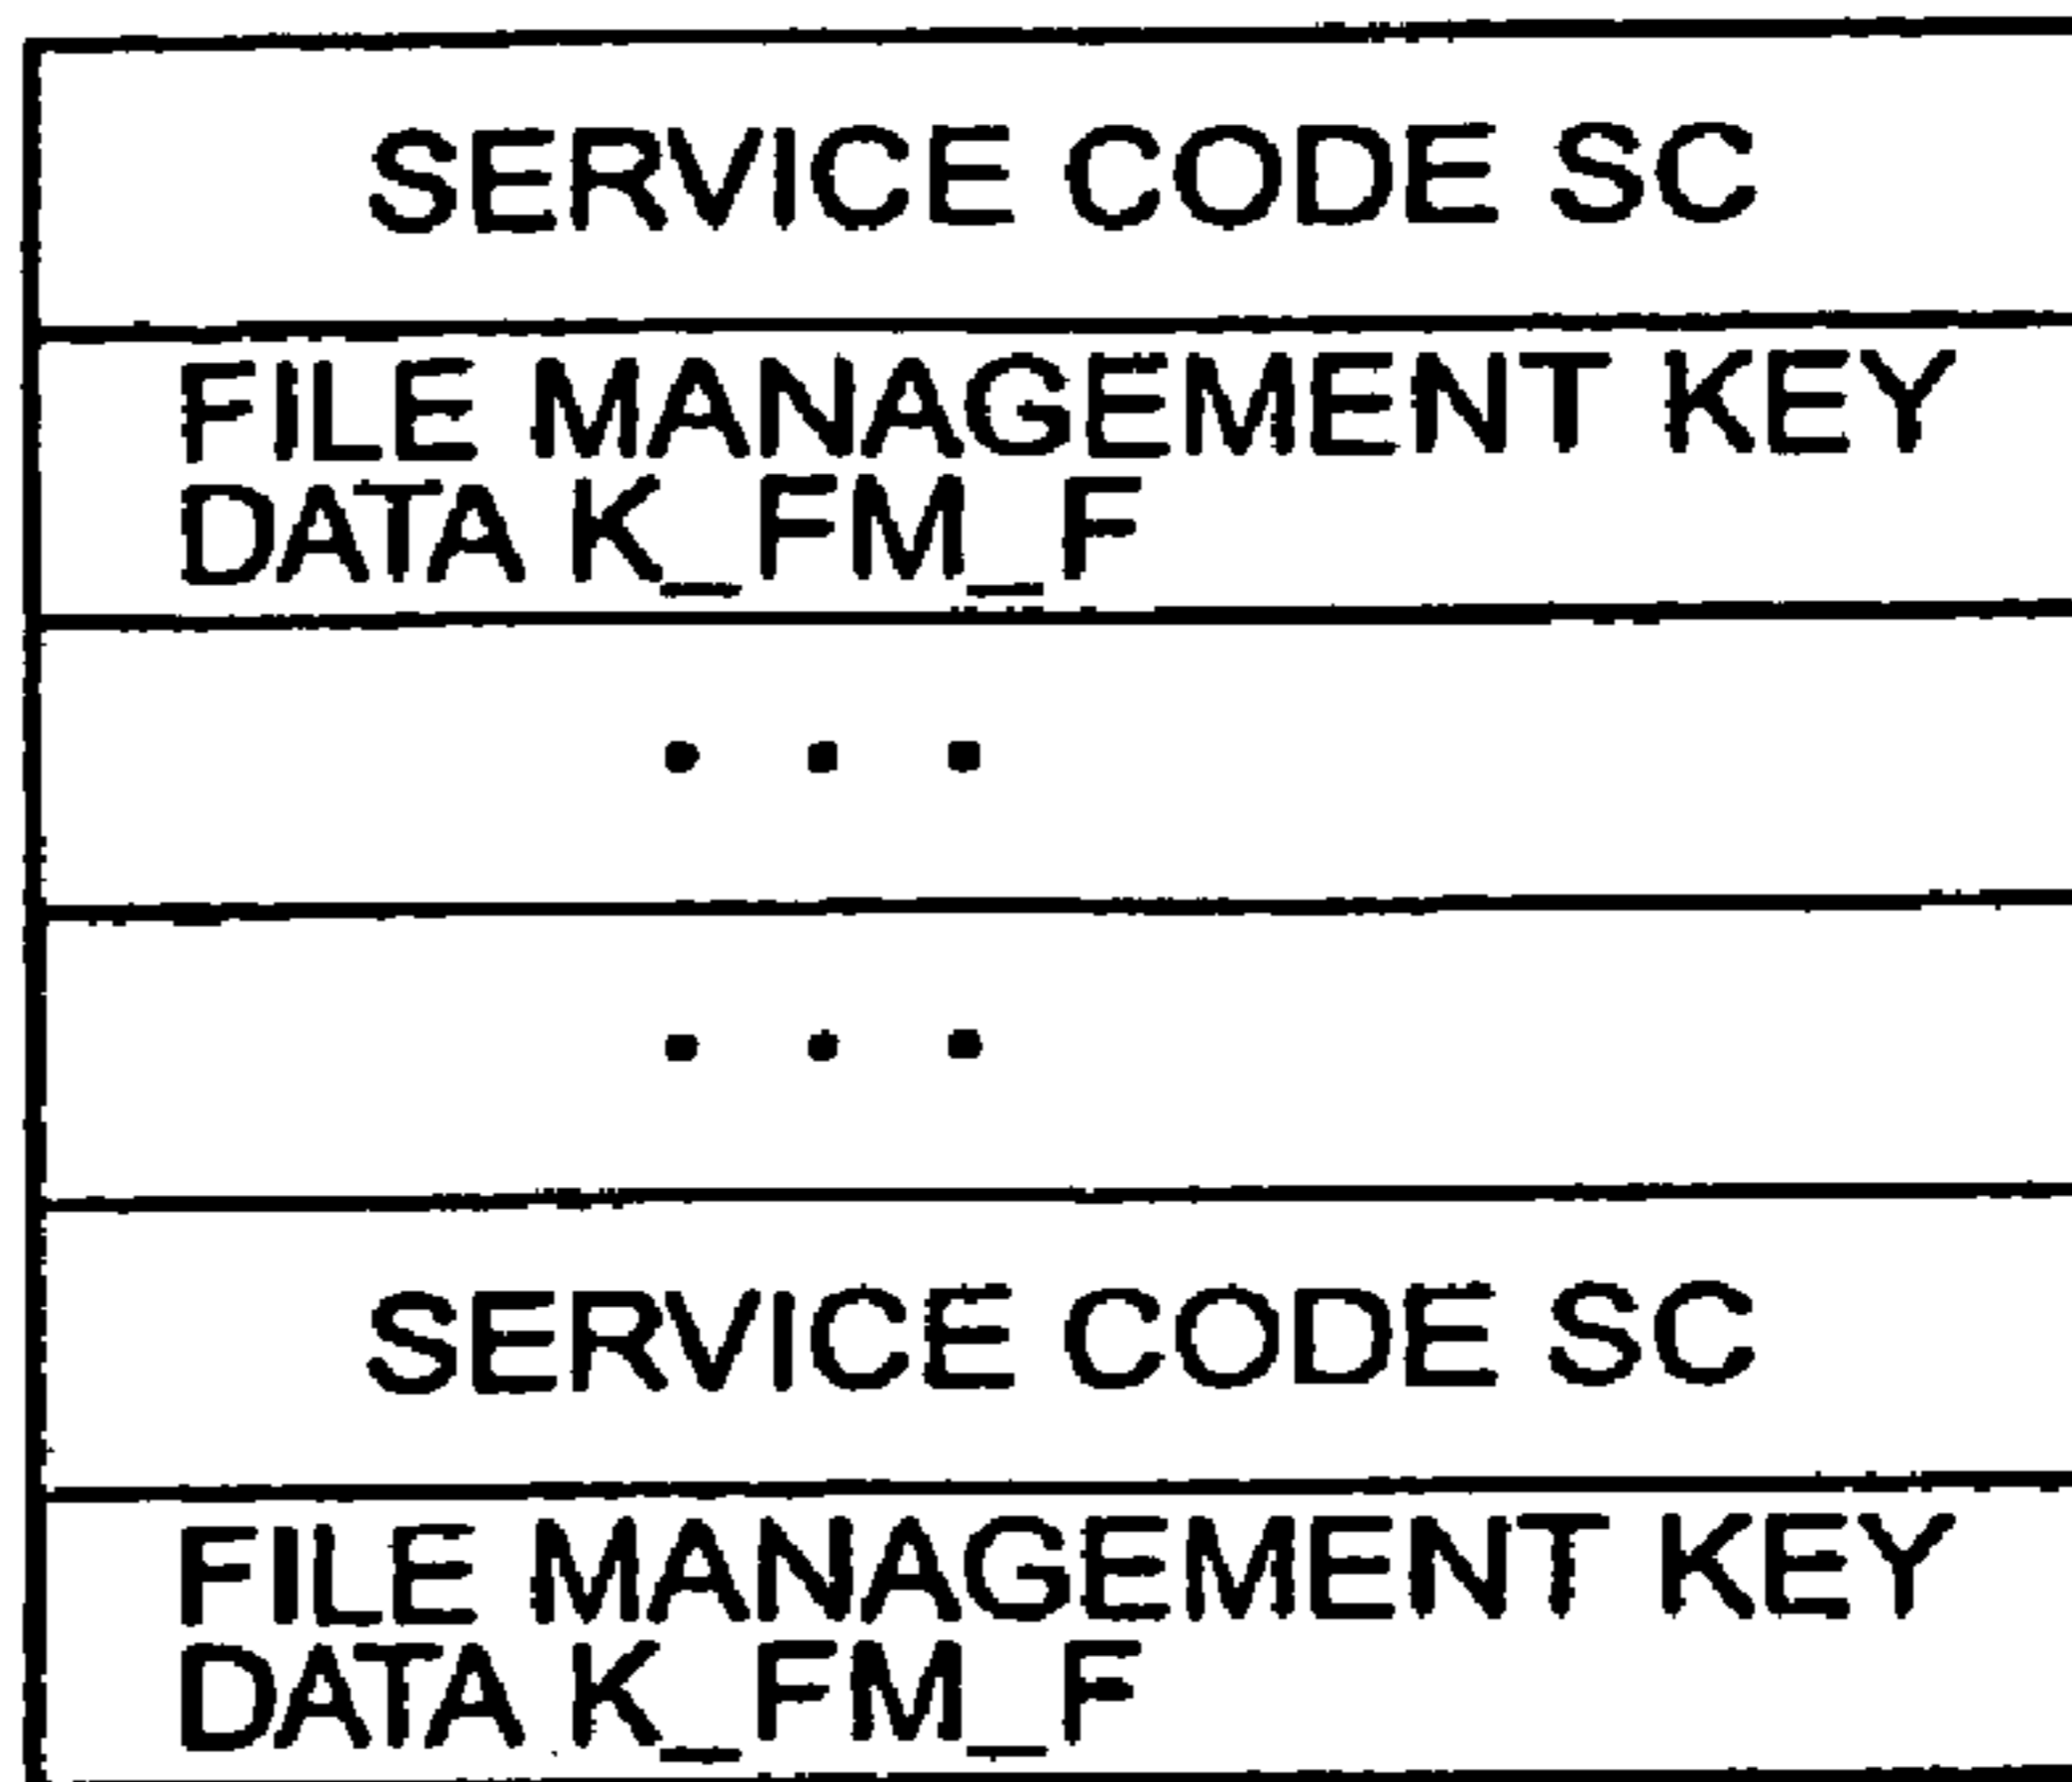 SERVICE CODE SC
FILE MANAGEMENT KEY
DATA K_FM_F
• • •
• • •
SERVICE CODE SC
FILE MANAGEMENT KEY
DATA K_FM_F